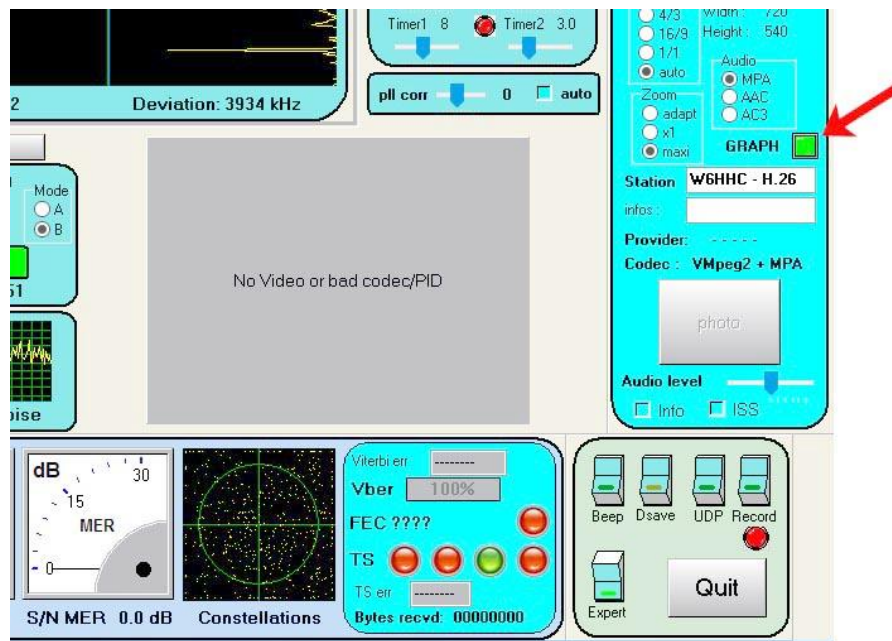 Timer1 8 Timer2 3.0
4/3 Width: 720
16/9 Height: 540
1/1
auto
Audio
MPA
AAC
AC3
Zoom
adapt
x1
maxi
GRAPH
2 Deviation: 3934 kHz
pll corr 0 auto
Mode
A
B
51
No Video or bad codec/PID
Station W6HHC - H.26
infos :
Provider: - - - - -
Codec : VMpeg2 + MPA
photo
Audio level
Info ISS
oise
dB
30
15
MER
0
S/N MER 0.0 dB
Constellations
Viterbi err --------
Vber 100%
FEC ????
TS
TS err --------
Bytes recvd: 00000000
Beep Dsave UDP Record
Expert
Quit